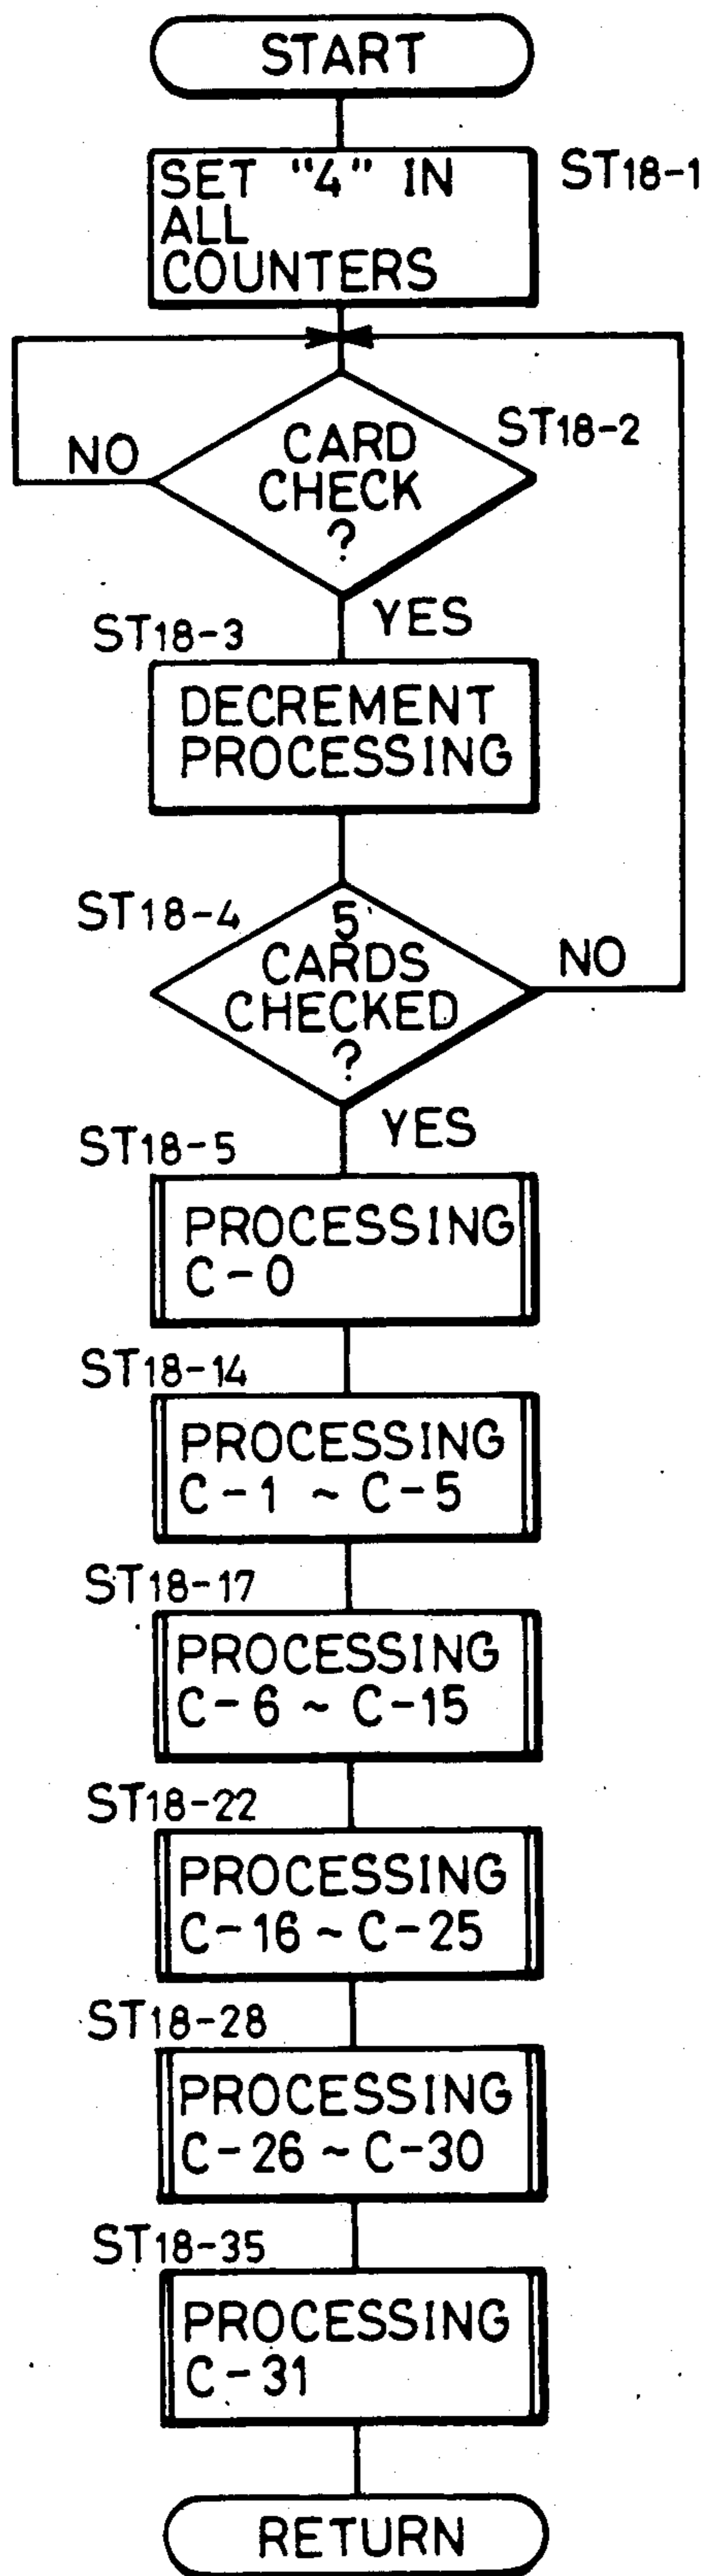 START
SET "4" IN
ALL
COUNTERS
ST18-1
CARD
CHECK
?
ST18-2
NO
YES
ST18-3
DECREMENT
PROCESSING
ST18-4
5
CARDS
CHECKED
?
NO
YES
ST18-5
PROCESSING
C-0
ST18-14
PROCESSING
C-1 ~ C-5
ST18-17
PROCESSING
C-6 ~ C-15
ST18-22
PROCESSING
C-16 ~ C-25
ST18-28
PROCESSING
C-26 ~ C-30
ST18-35
PROCESSING
C-31
RETURN